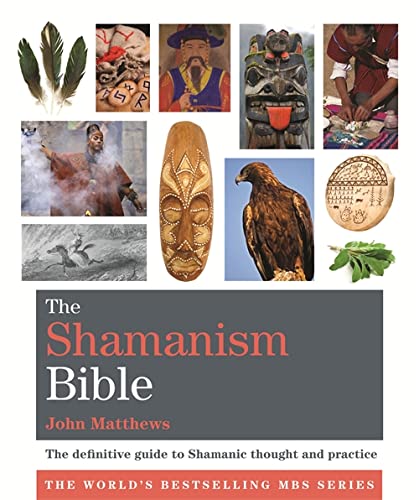 The
Shamanism
Bible
John Matthews
The definitive guide to Shamanic thought and practice
THE WORLD'S BESTSELLING MBS SERIES